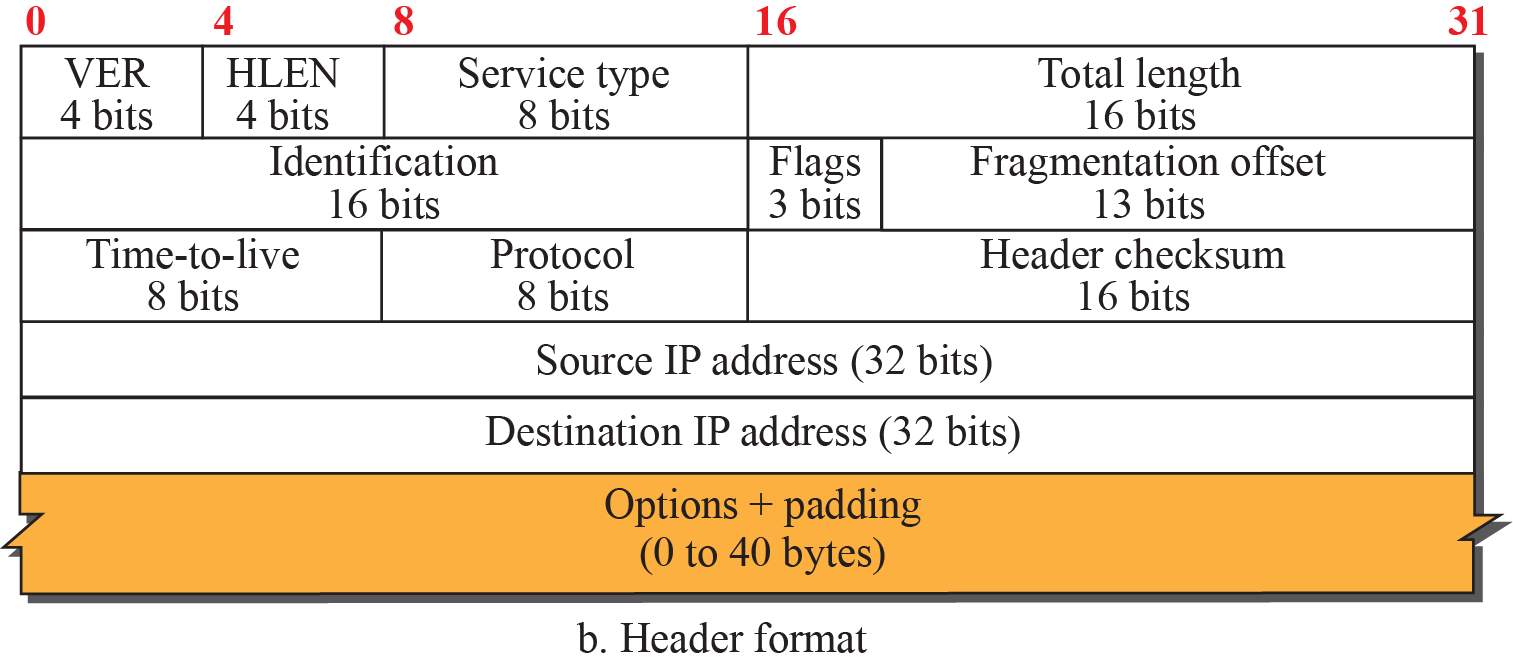 0 4 8 16 31
VER HLEN Service type Total length
4 bits 4 bits 8 bits 16 bits
Identification Flags Fragmentation offset
16 bits 3 bits 13 bits
Time-to-live Protocol Header checksum
8 bits 8 bits 16 bits
Source IP address (32 bits)
Destination IP address (32 bits)
Options + padding
(0 to 40 bytes)
b. Header format